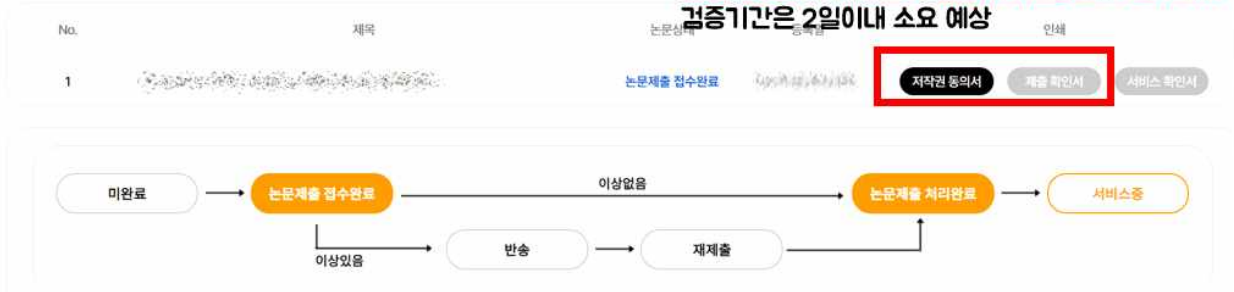 검증기간은 2일이내 소요 예상
No. 제목 논문상태 등록일 인쇄
1 논문제출 접수완료 저작권 동의서 제출 확인서 서비스 확인서
미완료 논문제출 접수완료 이상없음 논문제출 처리완료 서비스중
이상있음 반송 재제출